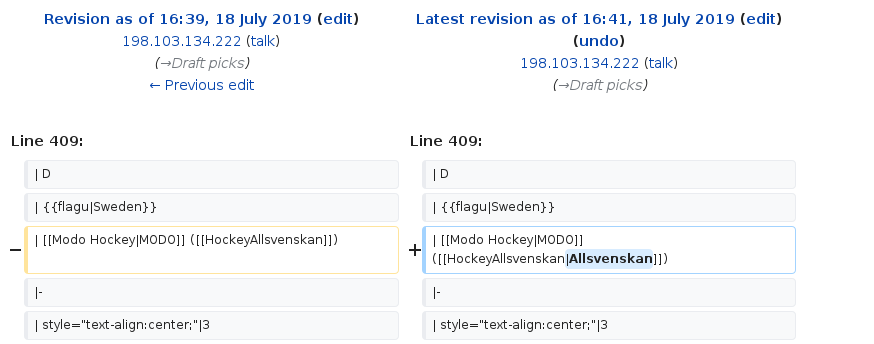 Revision as of 16:39, 18 July 2019 (edit)
198.103.134.222 (talk)
(→Draft picks)
← Previous edit
Latest revision as of 16:41, 18 July 2019 (edit)
(undo)
198.103.134.222 (talk)
(→Draft picks)
Line 409:
Line 409:
| D
| D
| {{flagu|Sweden}}
| {{flagu|Sweden}}
− | [[Modo Hockey|MODO]] ([[HockeyAllsvenskan]])
+ | [[Modo Hockey|MODO]]
([[HockeyAllsvenskan|Allsvenskan]])
|-
|-
| style="text-align:center;"|3
| style="text-align:center;"|3